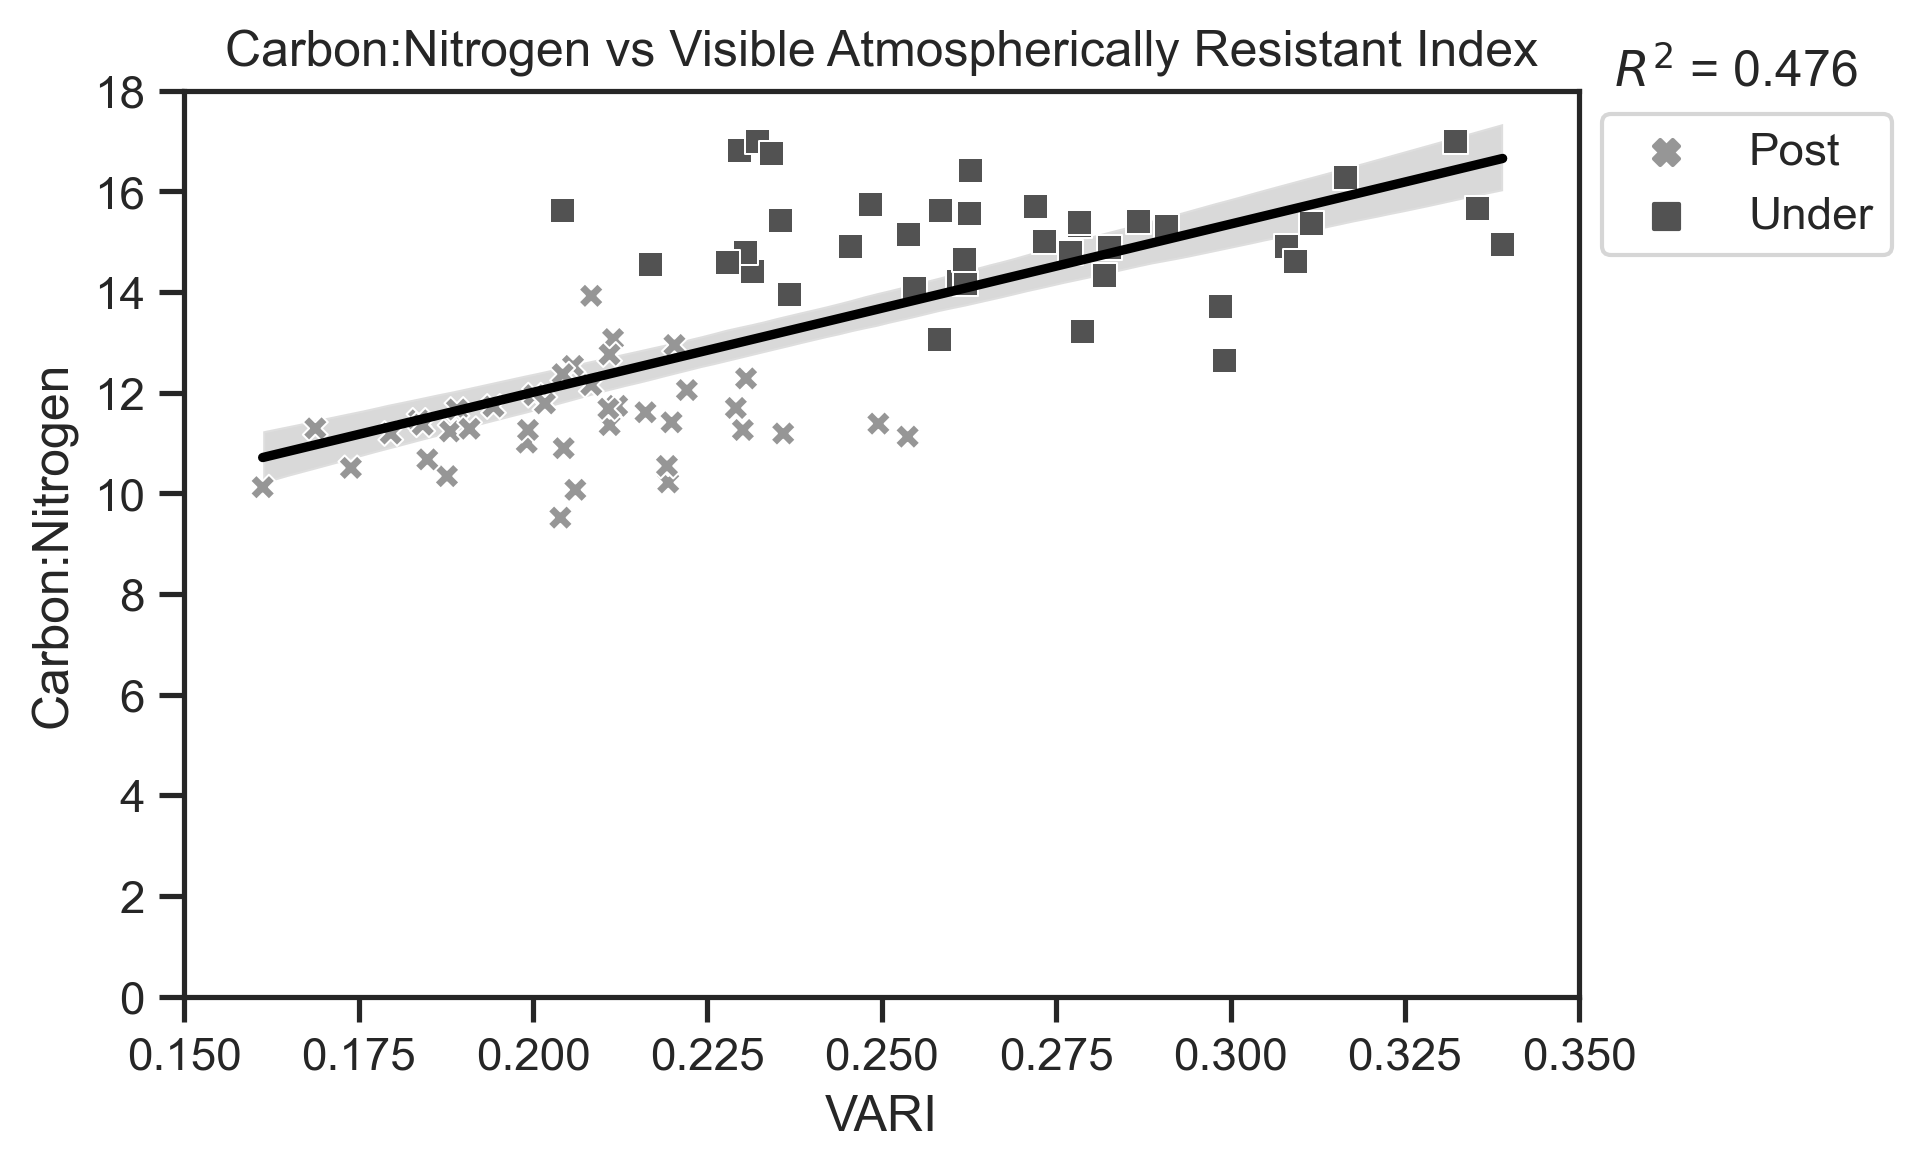 Carbon:Nitrogen vs Visible Atmospherically Resistant Index
R² = 0.476
Post
Under
18
16
14
12
10
8
6
4
2
0
Carbon:Nitrogen
0.150 0.175 0.200 0.225 0.250 0.275 0.300 0.325 0.350
VARI